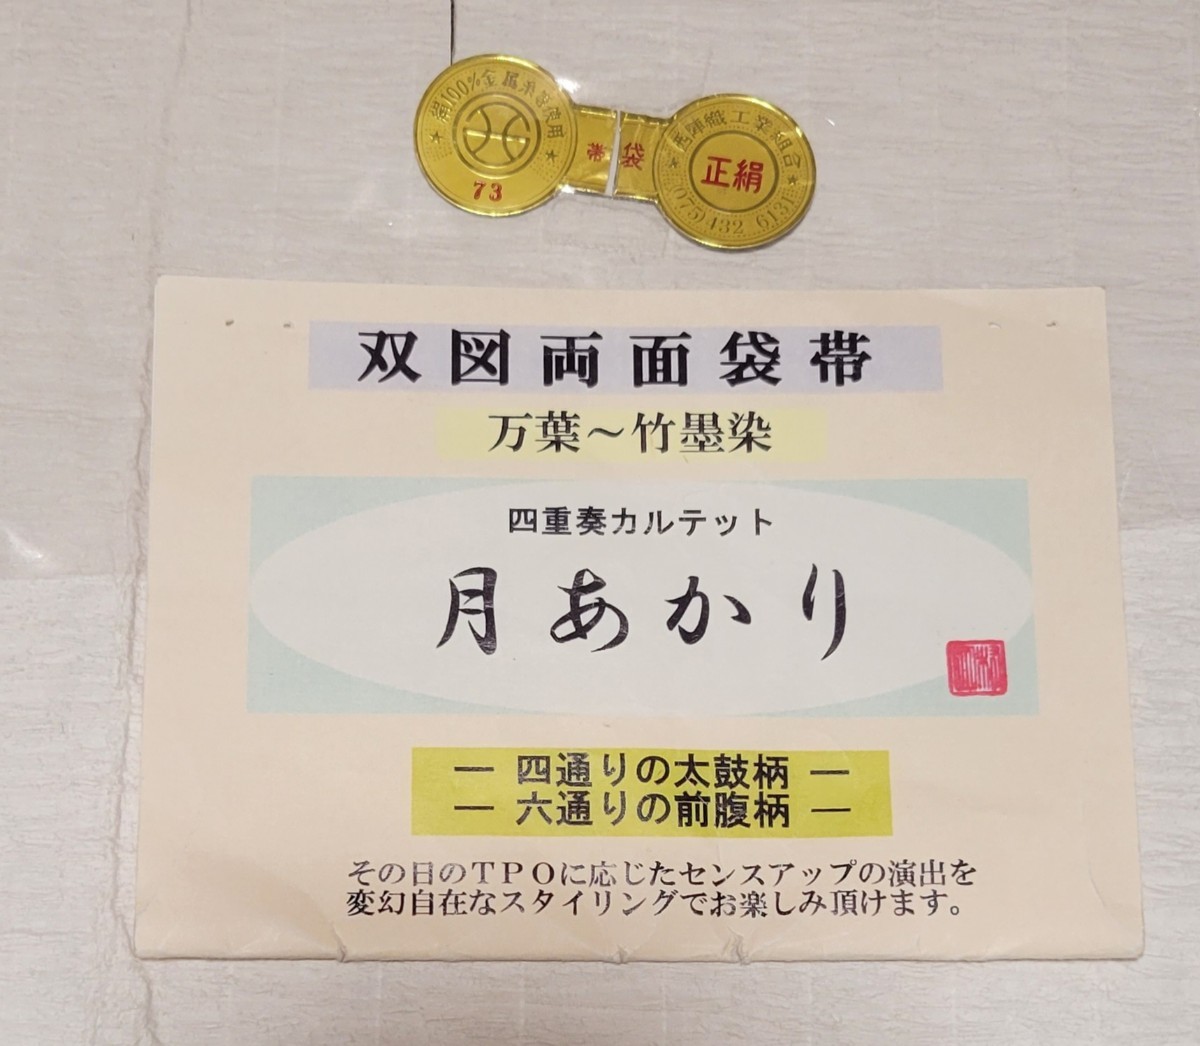 絹100%金属糸等使用
73
帯
袋
西陣織工業組合
正絹
(075)432 6131
双図両面袋帯
万葉～竹墨染
四重奏カルテット
月あかり
― 四通りの太鼓柄 ―
― 六通りの前腹柄 ―
その日のTPOに応じたセンスアップの演出を
変幻自在なスタイリングでお楽しみ頂けます。